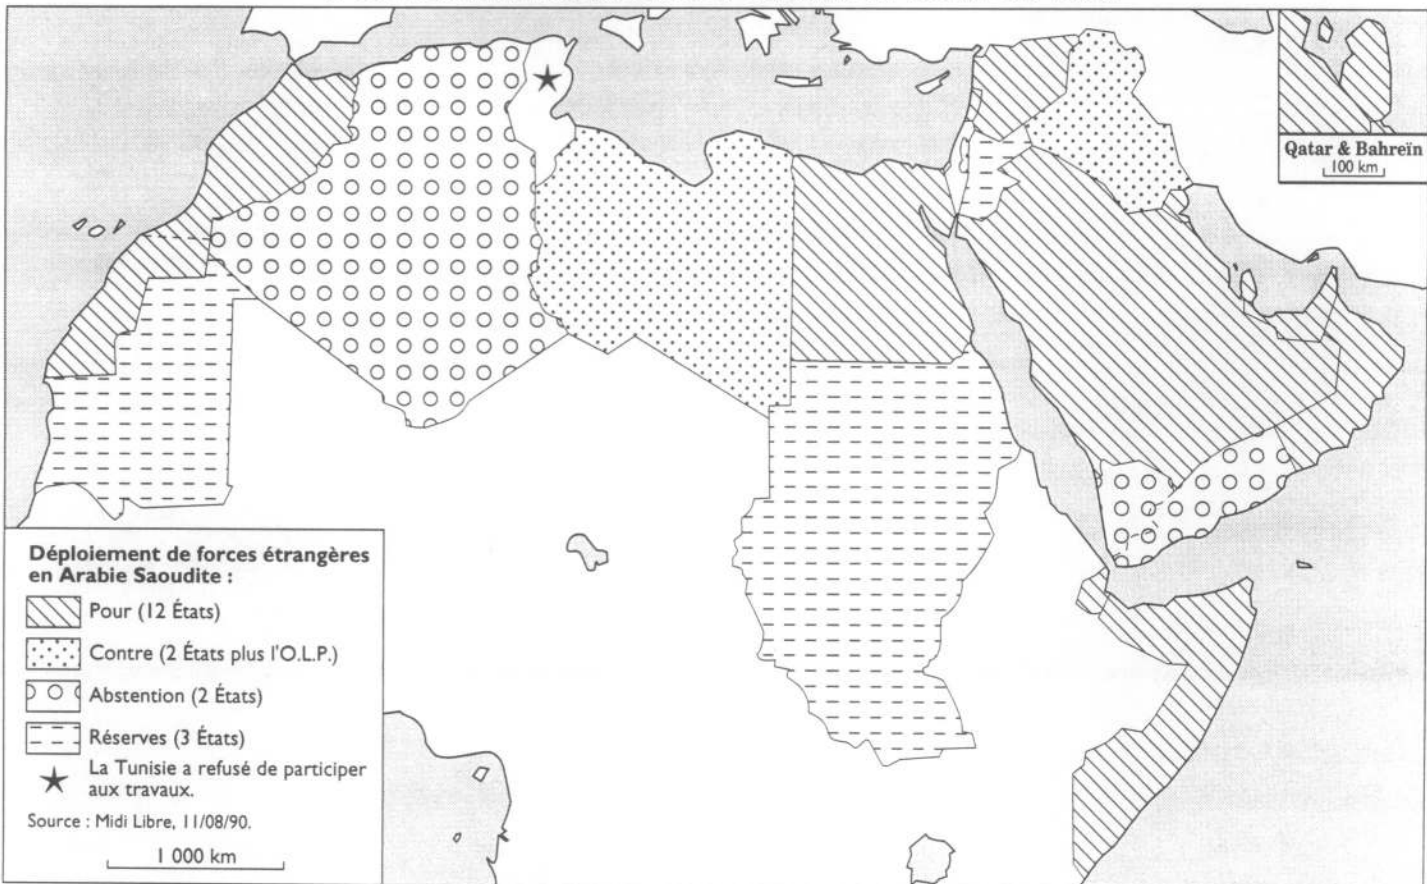 Qatar & Bahreïn
100 km
Déploiement de forces étrangères
en Arabie Saoudite :
Pour (12 États)
Contre (2 États plus l'O.L.P.)
Abstention (2 États)
Réserves (3 États)
La Tunisie a refusé de participer
aux travaux.
Source : Midi Libre, 11/08/90.
1 000 km